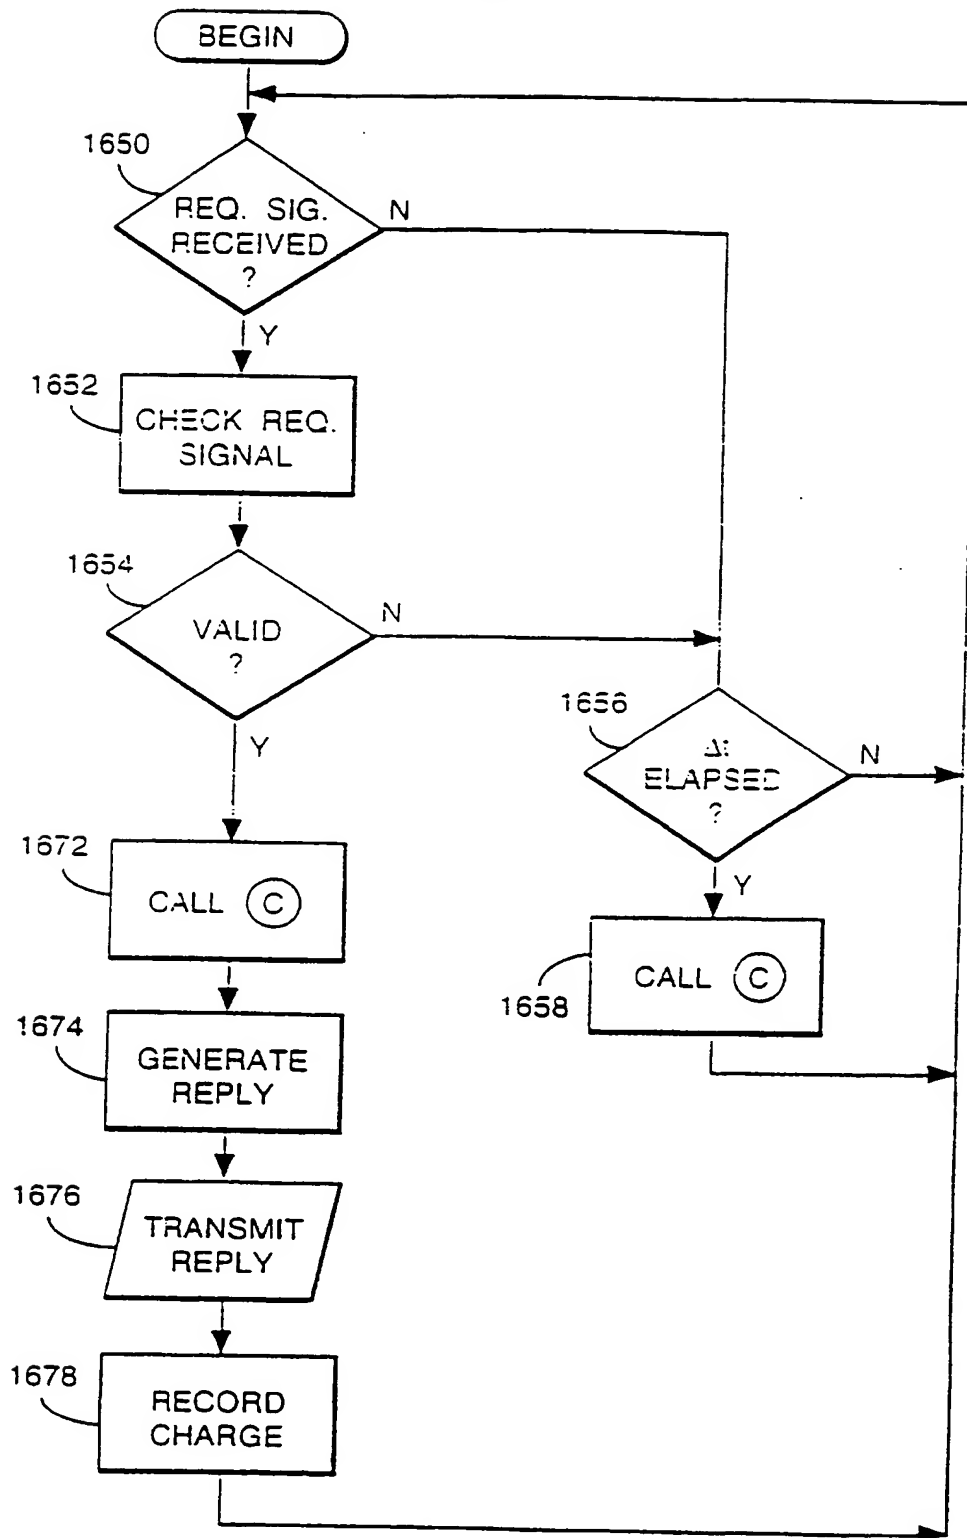 BEGIN
1650
REQ. SIG.
RECEIVED
?
N
Y
1652
CHECK REQ.
SIGNAL
1654
VALID
?
N
Y
1656
ELAPSED
?
N
Y
1672
CALL C
1658
CALL C
1674
GENERATE
REPLY
1676
TRANSMIT
REPLY
1678
RECORD
CHARGE